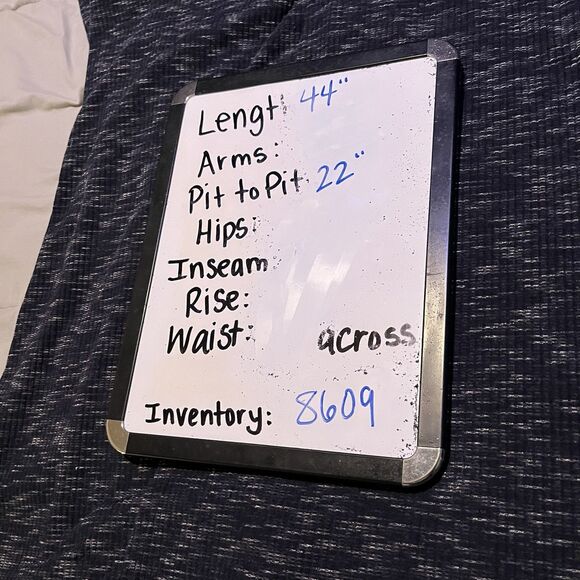 Lengt 44"
Arms:
Pit to Pit 22"
Hips:
Inseam
Rise:
Waist: across
Inventory: 8609